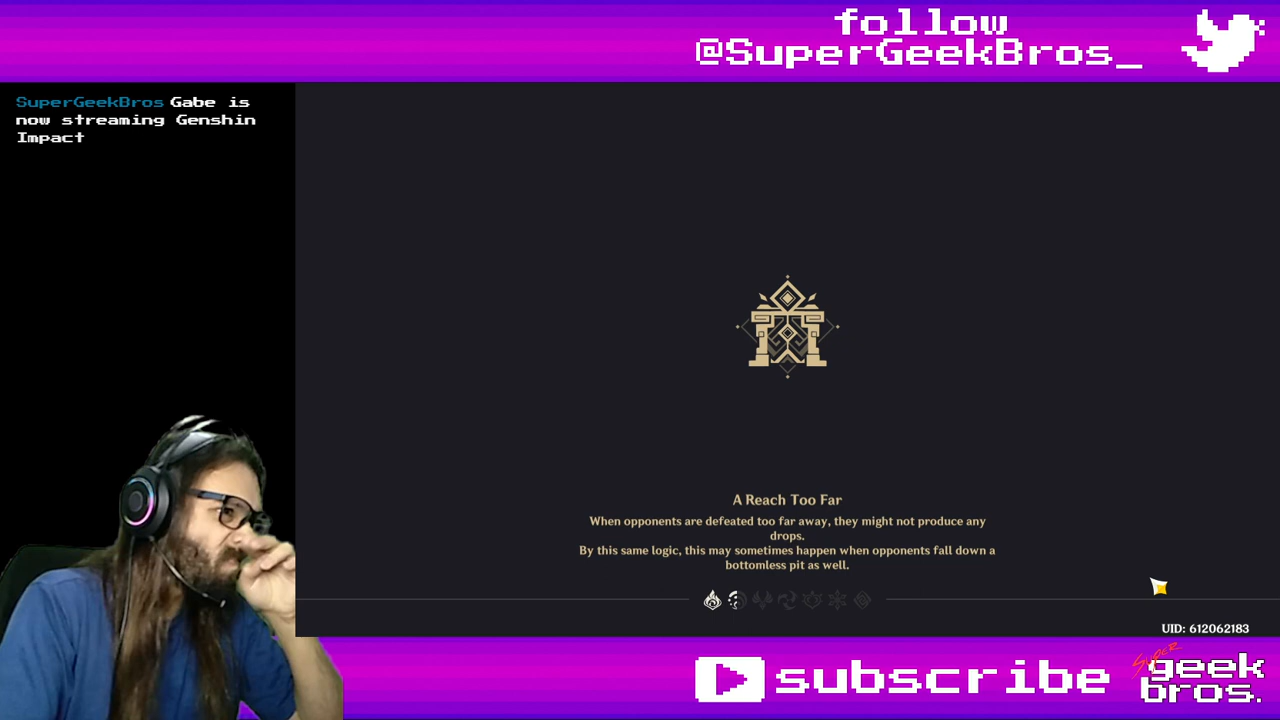 follow
@SuperGeekBros_
SuperGeekBros Gabe is
now streaming Genshin
Impact
A Reach Too Far
When opponents are defeated too far away, they might not produce any
drops.
By this same logic, this may sometimes happen when opponents fall down a
bottomless pit as well.
UID: 612062183
subscribe
SUPER
geek
bros.